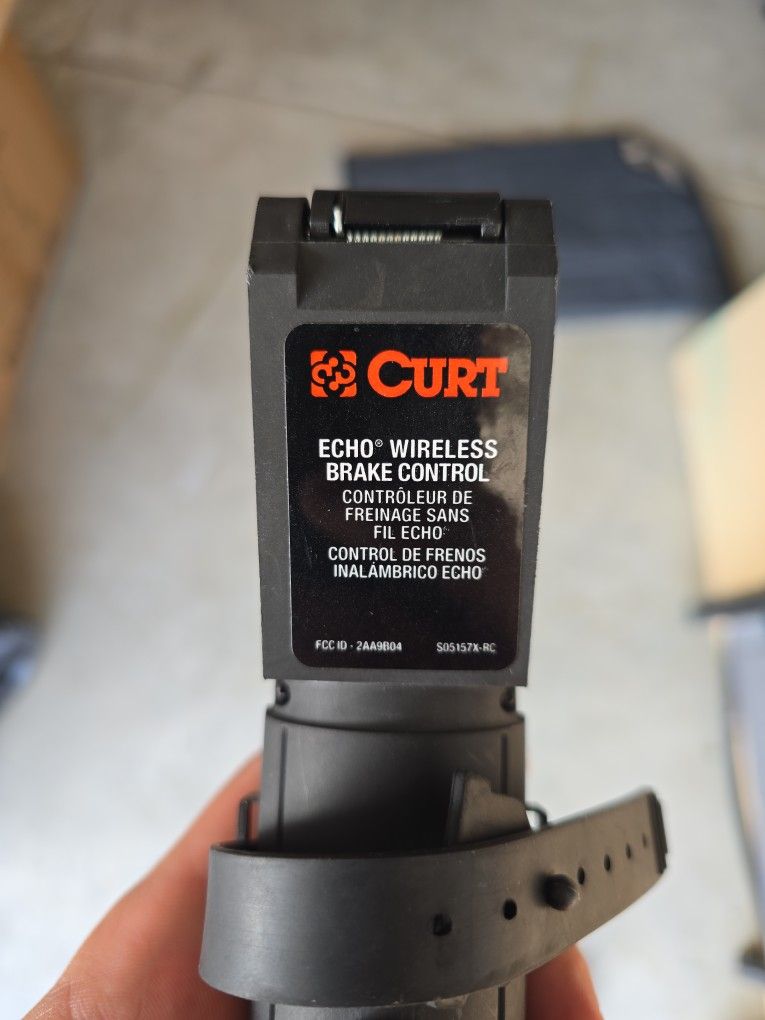 CURT
ECHO® WIRELESS
BRAKE CONTROL
CONTRÔLEUR DE
FREINAGE SANS
FIL ECHO
CONTROL DE FRENOS
INALÁMBRICO ECHO
FCC ID - 2AA9B04 S05157X-RC